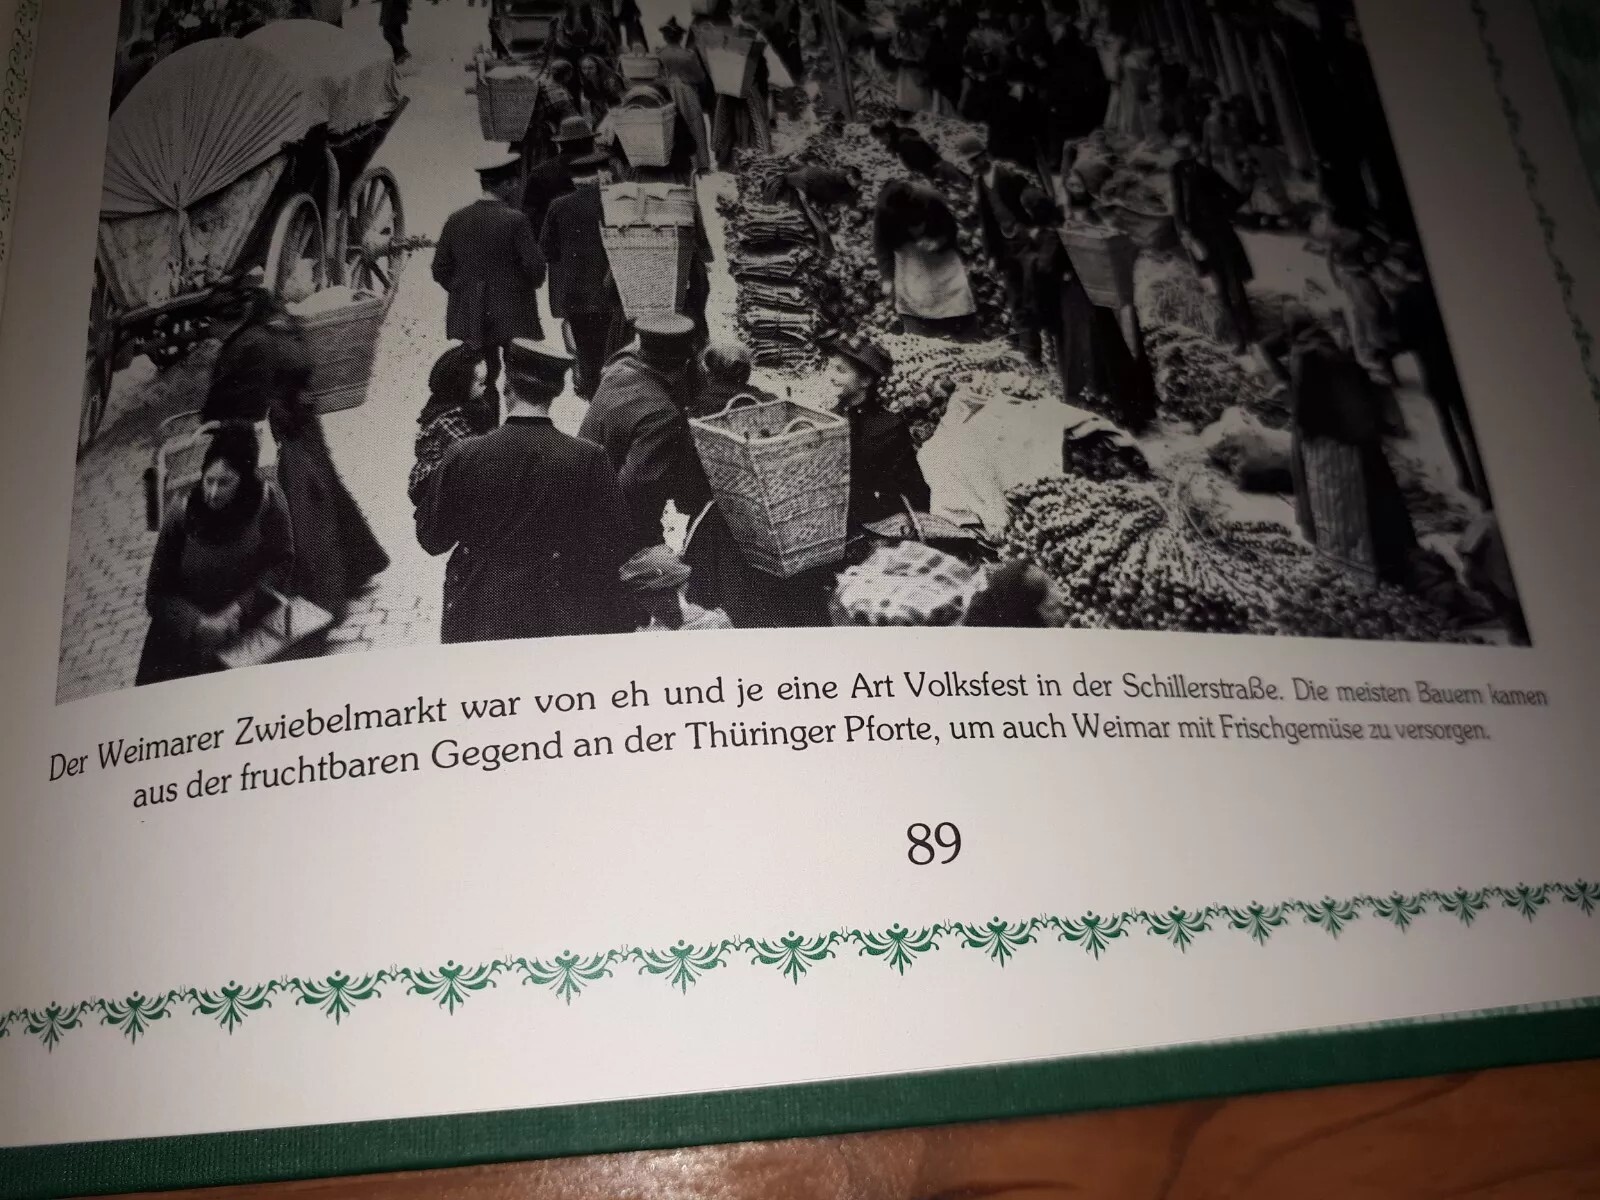 Der Weimarer Zwiebelmarkt war von eh und je eine Art Volksfest in der Schillerstraße. Die meisten Bauern kamen
aus der fruchtbaren Gegend an der Thüringer Pforte, um auch Weimar mit Frischgemüse zu versorgen.
89